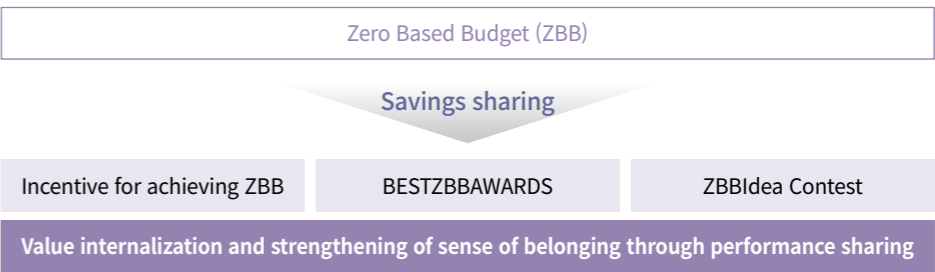 Zero Based Budget (ZBB)
Savings sharing
Incentive for achieving ZBB
BESTZBBAWARDS
ZBBIdea Contest
Value internalization and strengthening of sense of belonging through performance sharing